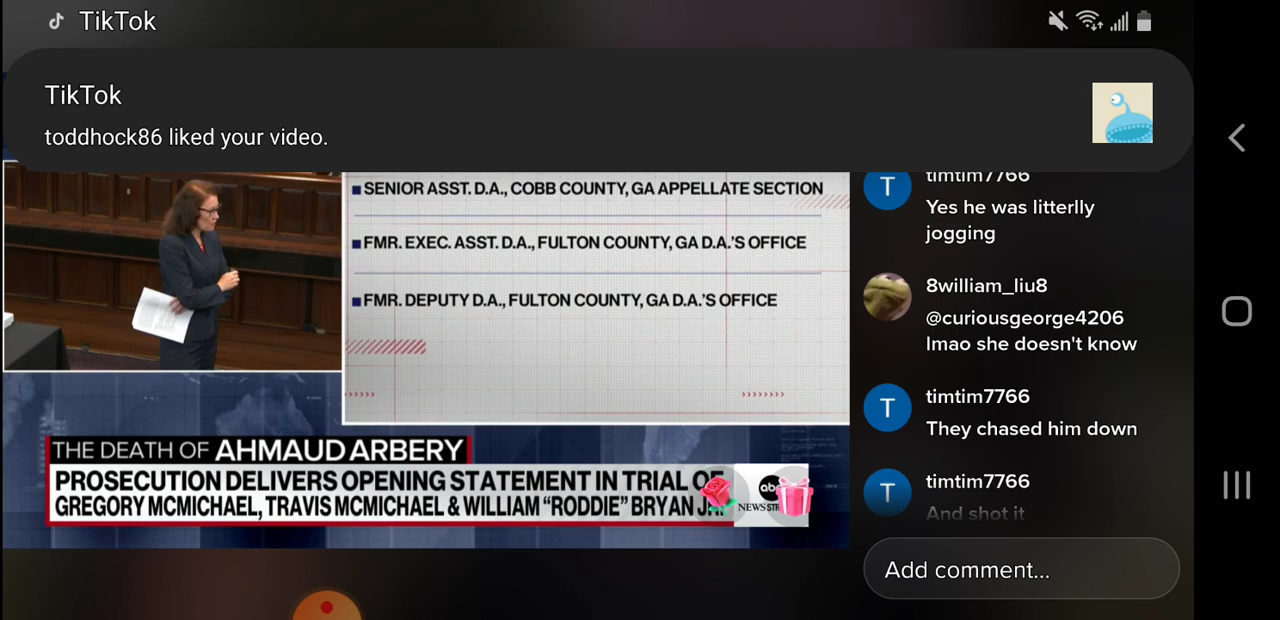 TikTok
TikTok
toddhock86 liked your video.
SENIOR ASST. D.A., COBB COUNTY, GA APPELLATE SECTION
FMR. EXEC. ASST. D.A., FULTON COUNTY, GA D.A.'S OFFICE
FMR. DEPUTY D.A., FULTON COUNTY, GA D.A.'S OFFICE
THE DEATH OF AHMAUD ARBERY
PROSECUTION DELIVERS OPENING STATEMENT IN TRIAL OF
GREGORY MCMICHAEL, TRAVIS MCMICHAEL & WILLIAM “RODDIE” BRYAN
abc
NEWS
T
timtim7766
Yes he was litterlly
jogging
8william_liu8
@curiousgeorge4206
lmao she doesn't know
T
timtim7766
They chased him down
T
timtim7766
And shot it
Add comment...